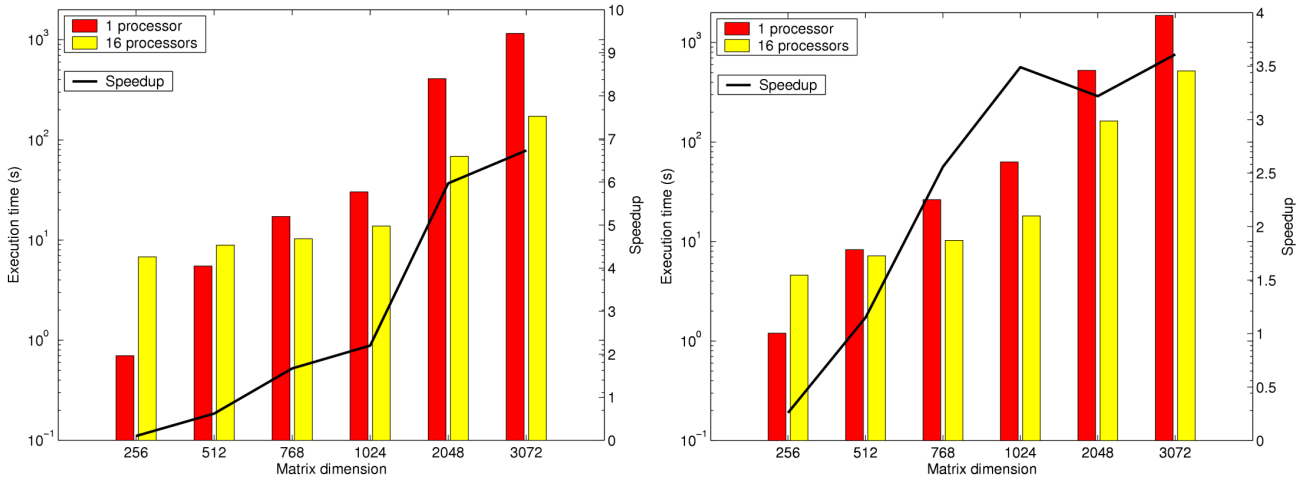 1 processor
16 processors
Speedup
Execution time (s)
10³
10²
10¹
10⁰
10⁻¹
10
9
8
7
6
5
4
3
2
1
0
Speedup
256 512 768 1024 2048 3072
Matrix dimension
1 processor
16 processors
Speedup
Execution time (s)
10³
10²
10¹
10⁰
10⁻¹
4
3.5
3
2.5
2
1.5
1
0.5
0
Speedup
256 512 768 1024 2048 3072
Matrix dimension